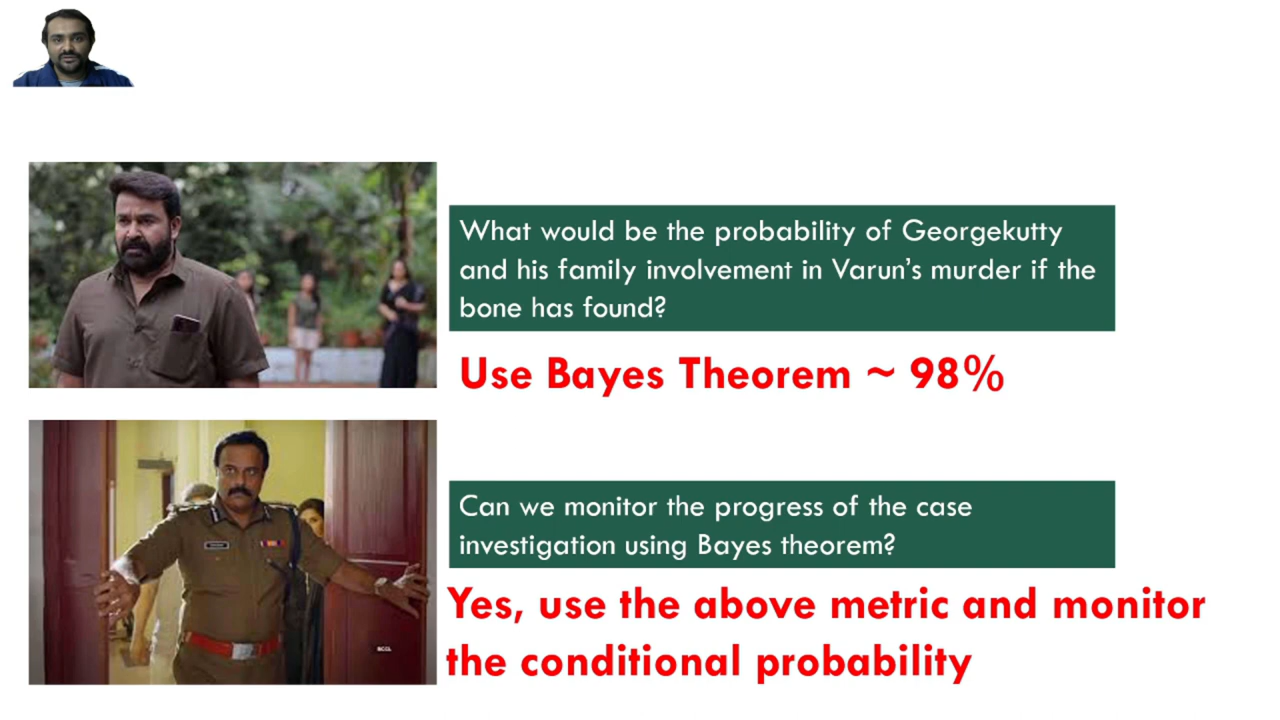 What would be the probability of Georgekutty
and his family involvement in Varun's murder if the
bone has found?
Use Bayes Theorem ~ 98%
Can we monitor the progress of the case
investigation using Bayes theorem?
Yes, use the above metric and monitor
the conditional probability
BCCL